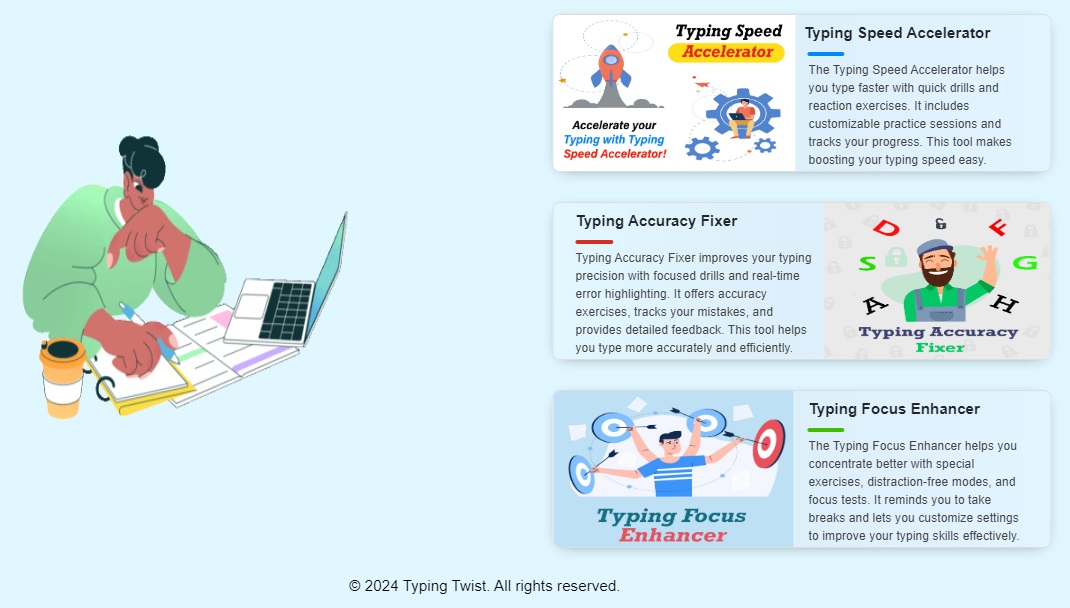 Typing Speed
Accelerator
Accelerate your
Typing with Typing
Speed Accelerator!
Typing Speed Accelerator
The Typing Speed Accelerator helps
you type faster with quick drills and
reaction exercises. It includes
customizable practice sessions and
tracks your progress. This tool makes
boosting your typing speed easy.
Typing Accuracy Fixer
Typing Accuracy Fixer improves your typing
precision with focused drills and real-time
error highlighting. It offers accuracy
exercises, tracks your mistakes, and
provides detailed feedback. This tool helps
you type more accurately and efficiently.
D F
S G
A H
Typing Accuracy
Fixer
Typing Focus
Enhancer
Typing Focus Enhancer
The Typing Focus Enhancer helps you
concentrate better with special
exercises, distraction-free modes, and
focus tests. It reminds you to take
breaks and lets you customize settings
to improve your typing skills effectively.
© 2024 Typing Twist. All rights reserved.